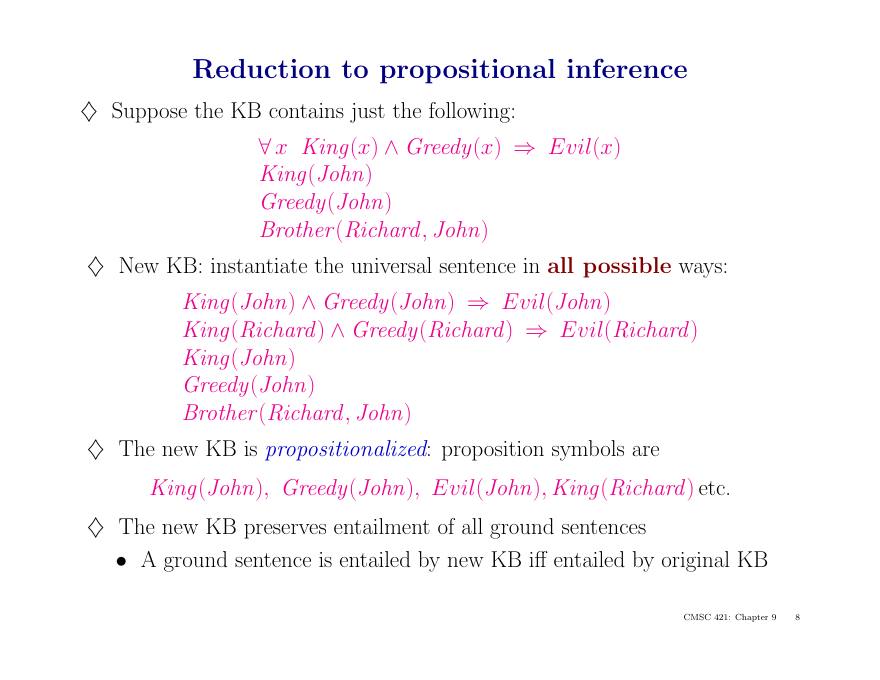 Reduction to propositional inference
♢ Suppose the KB contains just the following:
∀ x King(x) ∧ Greedy(x) ⇒ Evil(x)
King(John)
Greedy(John)
Brother(Richard, John)
♢ New KB: instantiate the universal sentence in all possible ways:
King(John) ∧ Greedy(John) ⇒ Evil(John)
King(Richard) ∧ Greedy(Richard) ⇒ Evil(Richard)
King(John)
Greedy(John)
Brother(Richard, John)
♢ The new KB is propositionalized: proposition symbols are
King(John), Greedy(John), Evil(John), King(Richard) etc.
♢ The new KB preserves entailment of all ground sentences
• A ground sentence is entailed by new KB iff entailed by original KB
CMSC 421: Chapter 9 8